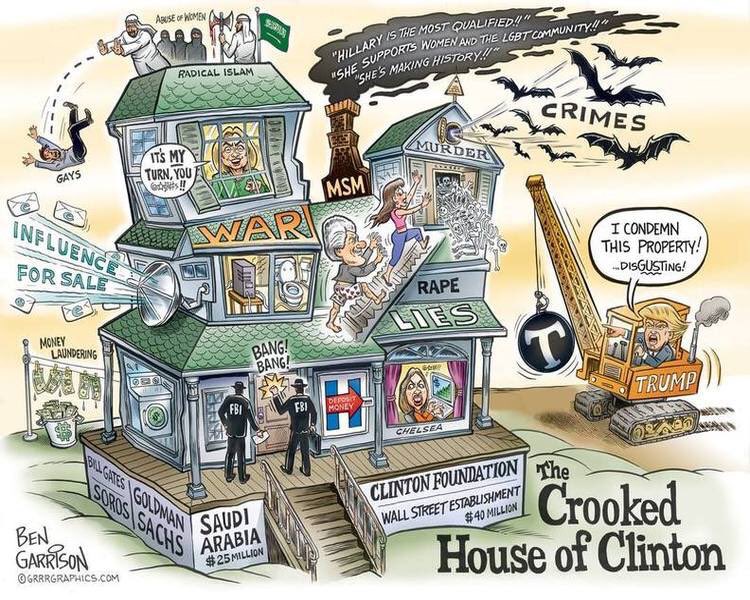 ABUSE OF WOMEN
RADICAL ISLAM
"HILLARY IS THE MOST QUALIFIED!!"
"SHE SUPPORTS WOMEN AND THE LGBT COMMUNITY!!"
"SHE'S MAKING HISTORY!!"
CRIMES
GAYS
IT'S MY
TURN, YOU
MSM
MURDER
I CONDEMN
THIS PROPERTY!
...DISGUSTING!
INFLUENCE
FOR SALE
WAR!
RAPE
LIES
T
TRUMP
MONEY
LAUNDERING
$
BANG!
BANG!
FBI
FBI
H
DEPOSIT
MONEY
CHELSEA
BILL GATES
SOROS
GOLDMAN
SACHS
SAUDI
ARABIA
$25 MILLION
CLINTON FOUNDATION
WALL STREET ESTABLISHMENT
$40 MILLION
The
Crooked
House of Clinton
BEN
GARRISON
©GRRRGRAPHICS.COM